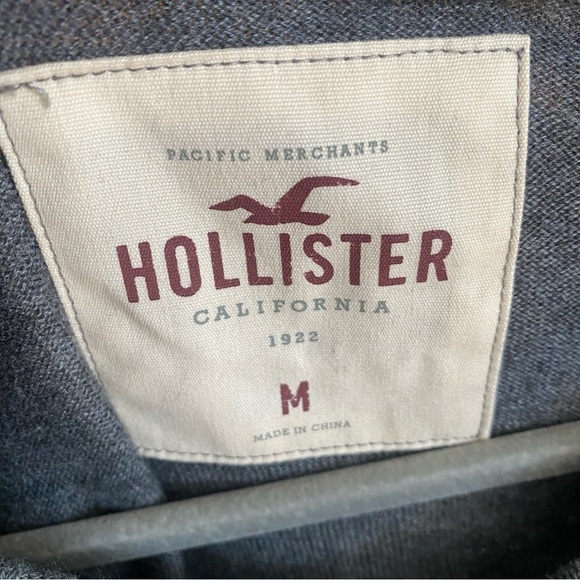 PACIFIC MERCHANTS
HOLLISTER
CALIFORNIA
1922
M
MADE IN CHINA